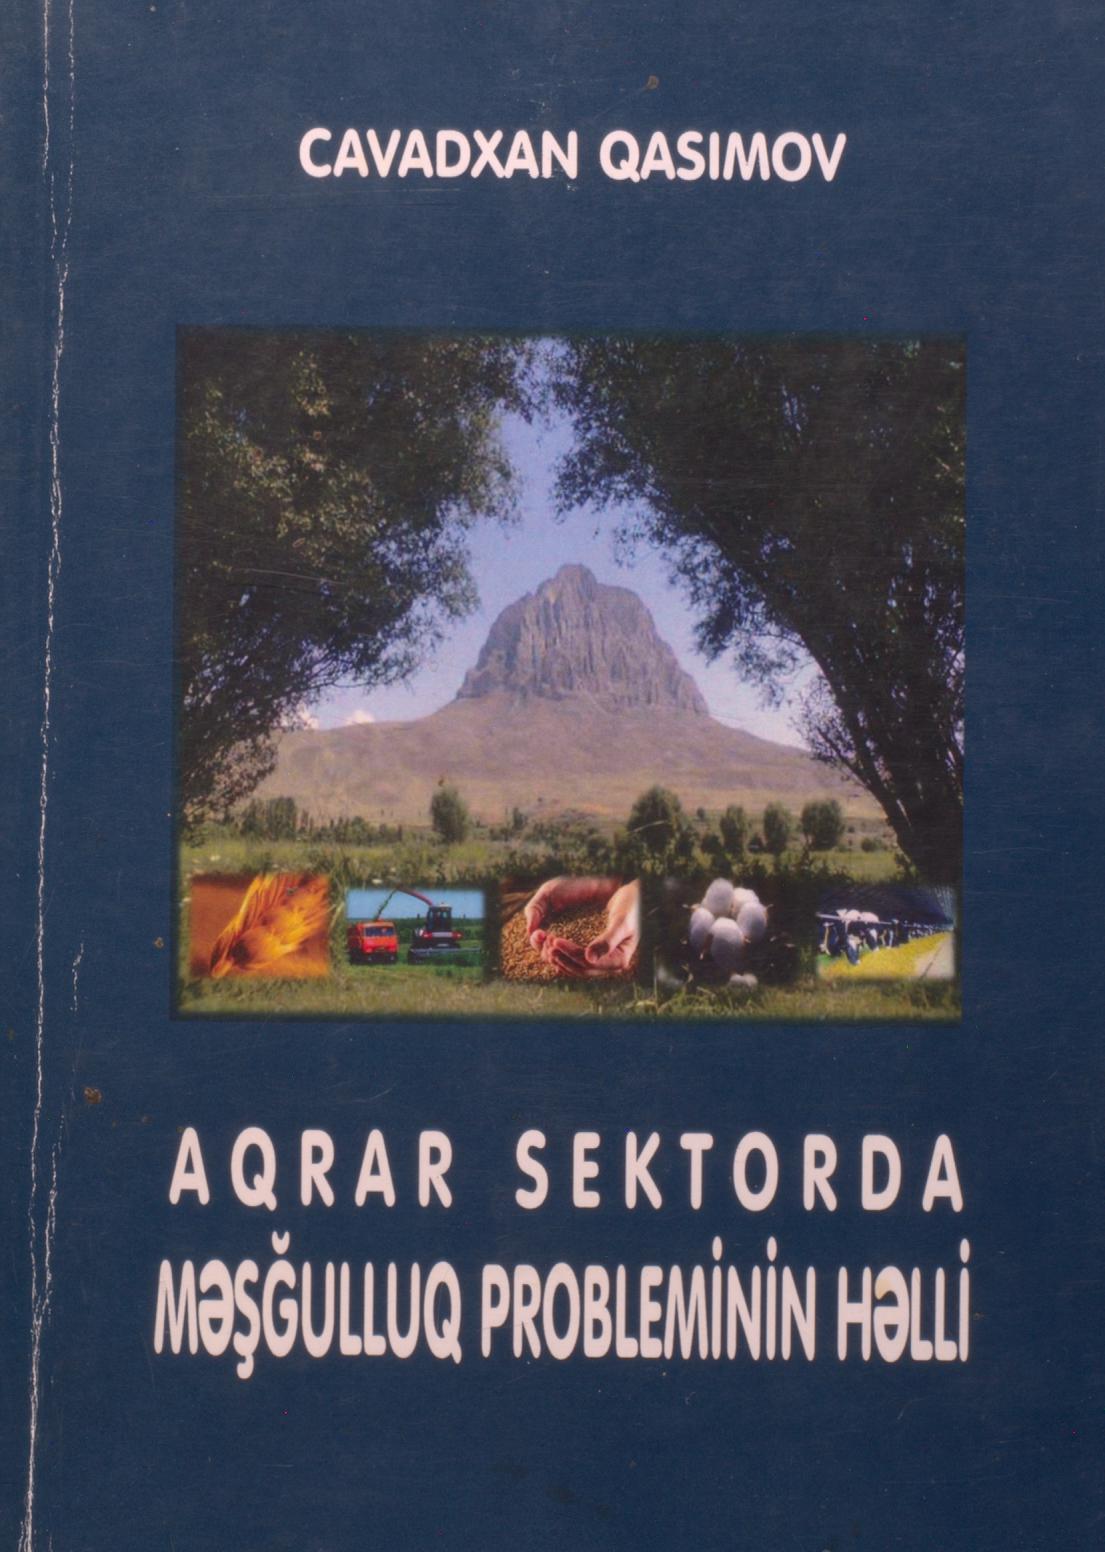 CAVADXAN QASIMOV
AQRAR SEKTORDA
MƏŞĞULLUQ PROBLEMİNİN HƏLLİ